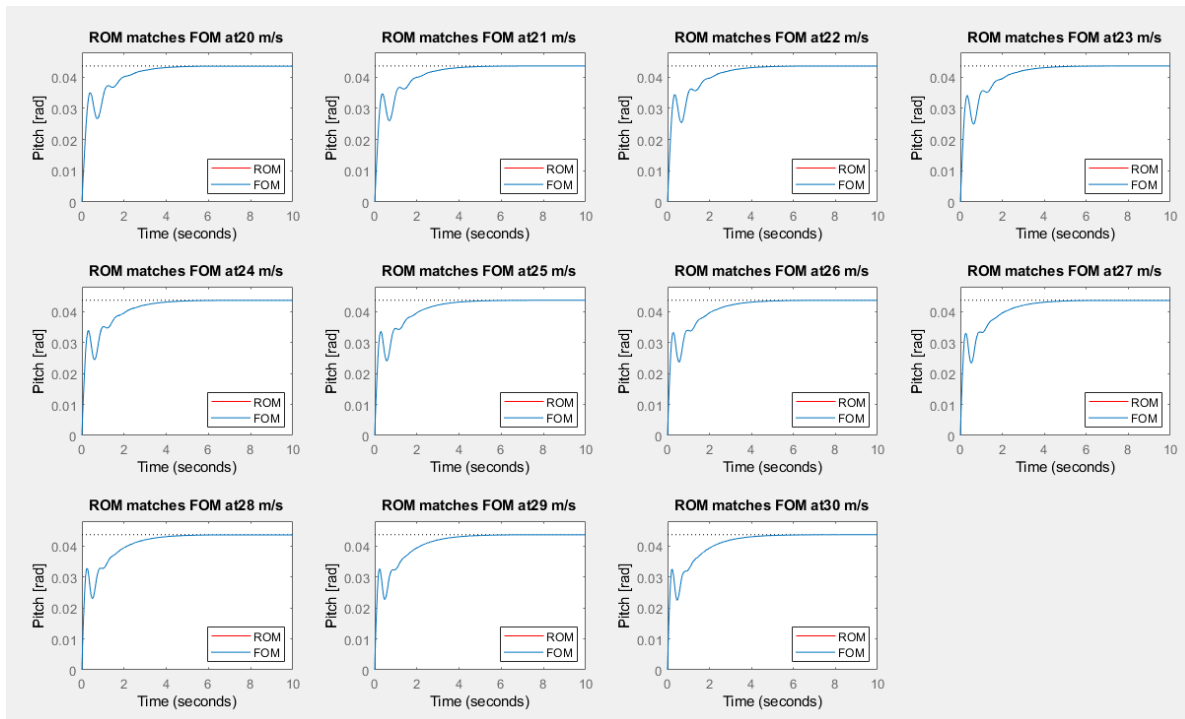 ROM matches FOM at20 m/s
Pitch [rad]
0.04
0.03
0.02
0.01
0
ROM
FOM
0 2 4 6 8 10
Time (seconds)
ROM matches FOM at21 m/s
Pitch [rad]
0.04
0.03
0.02
0.01
0
ROM
FOM
0 2 4 6 8 10
Time (seconds)
ROM matches FOM at22 m/s
Pitch [rad]
0.04
0.03
0.02
0.01
0
ROM
FOM
0 2 4 6 8 10
Time (seconds)
ROM matches FOM at23 m/s
Pitch [rad]
0.04
0.03
0.02
0.01
0
ROM
FOM
0 2 4 6 8 10
Time (seconds)
ROM matches FOM at24 m/s
Pitch [rad]
0.04
0.03
0.02
0.01
0
ROM
FOM
0 2 4 6 8 10
Time (seconds)
ROM matches FOM at25 m/s
Pitch [rad]
0.04
0.03
0.02
0.01
0
ROM
FOM
0 2 4 6 8 10
Time (seconds)
ROM matches FOM at26 m/s
Pitch [rad]
0.04
0.03
0.02
0.01
0
ROM
FOM
0 2 4 6 8 10
Time (seconds)
ROM matches FOM at27 m/s
Pitch [rad]
0.04
0.03
0.02
0.01
0
ROM
FOM
0 2 4 6 8 10
Time (seconds)
ROM matches FOM at28 m/s
Pitch [rad]
0.04
0.03
0.02
0.01
0
ROM
FOM
0 2 4 6 8 10
Time (seconds)
ROM matches FOM at29 m/s
Pitch [rad]
0.04
0.03
0.02
0.01
0
ROM
FOM
0 2 4 6 8 10
Time (seconds)
ROM matches FOM at30 m/s
Pitch [rad]
0.04
0.03
0.02
0.01
0
ROM
FOM
0 2 4 6 8 10
Time (seconds)